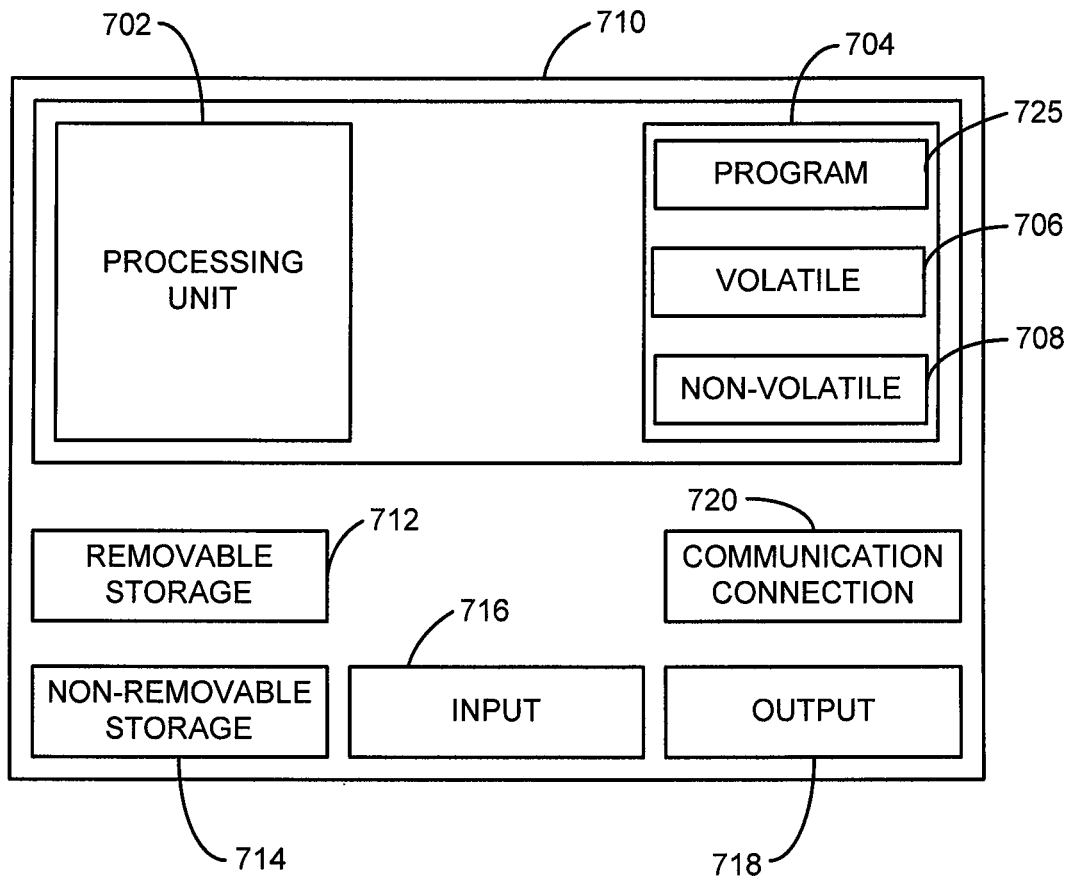 702
710
704
725
PROGRAM
706
PROCESSING
UNIT
VOLATILE
708
NON-VOLATILE
712
720
REMOVABLE
STORAGE
COMMUNICATION
CONNECTION
716
NON-REMOVABLE
STORAGE
INPUT
OUTPUT
714
718